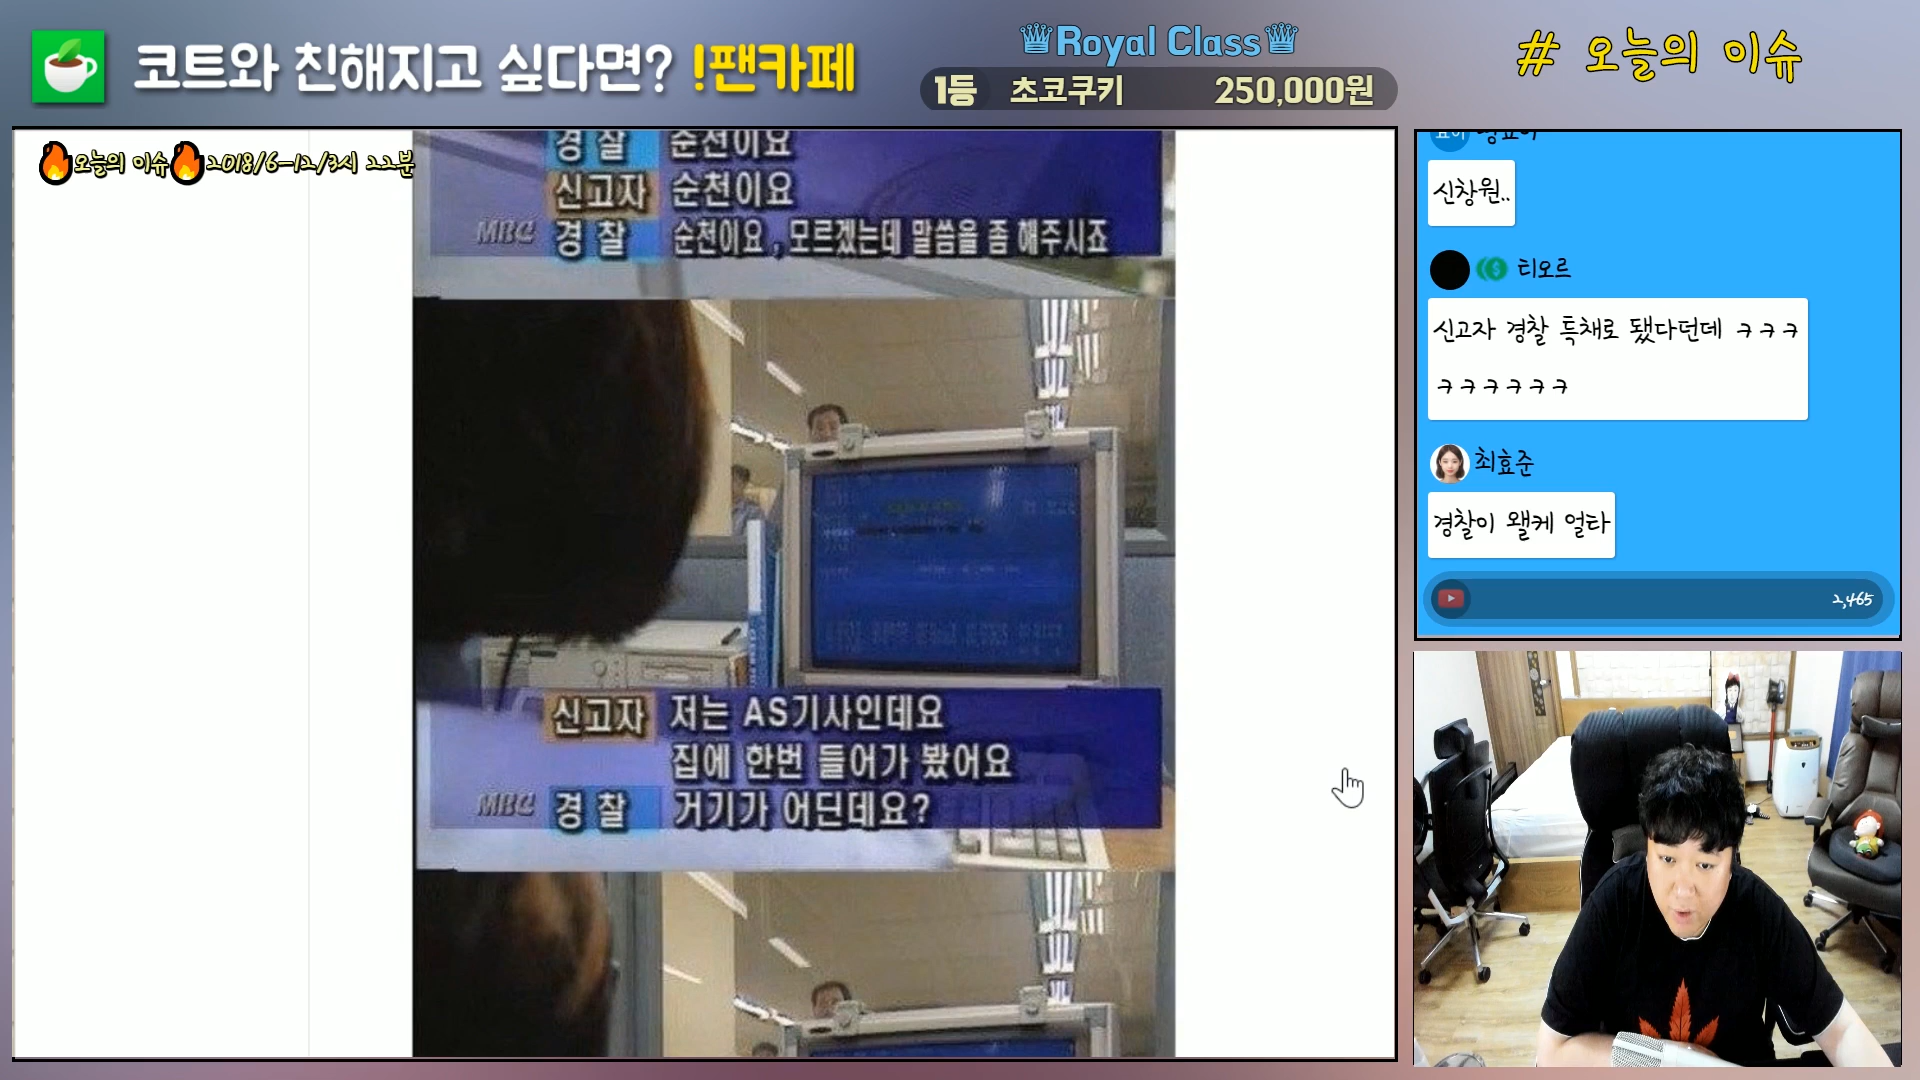 코트와 친해지고 싶다면? !팬카페
Royal Class
1등 초코쿠키 250,000원
# 오늘의 이슈
오늘의 이슈 2018/6-12/3시 22분
경 찰 순천이요
신고자 순천이요
MBC 경 찰 순천이요 , 모르겠는데 말씀을 좀 해주시죠
신고자 저는 AS기사인데요
집에 한번 들어가 봤어요
MBC 경 찰 거기가 어딘데요?
신창원..
티오르
신고자 경찰 특채로 됐다던데 ㅋㅋㅋ
ㅋㅋㅋㅋㅋㅋ
최효준
경찰이 왤케 얼타
2,465